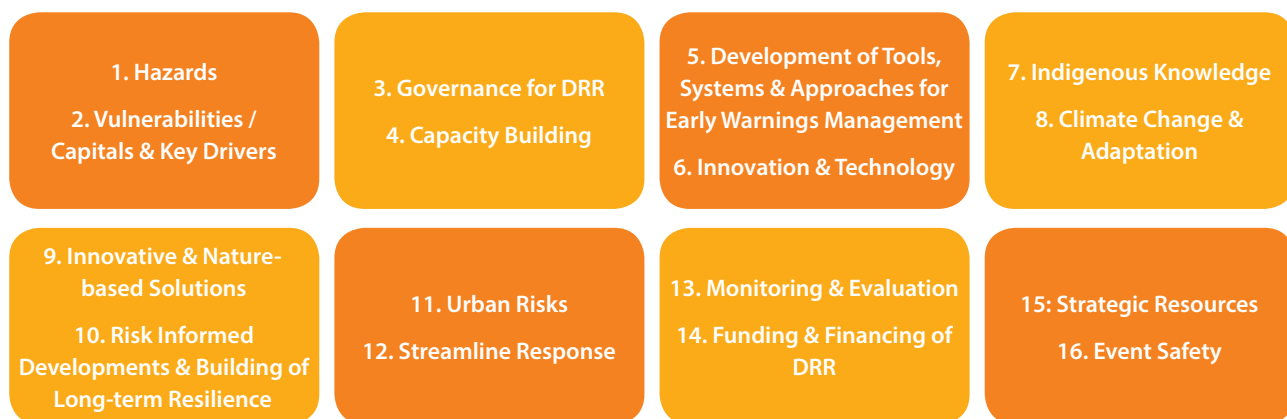 1. Hazards
2. Vulnerabilities /
Capitals & Key Drivers
3. Governance for DRR
4. Capacity Building
5. Development of Tools,
Systems & Approaches for
Early Warnings Management
6. Innovation & Technology
7. Indigenous Knowledge
8. Climate Change &
Adaptation
9. Innovative & Nature-
based Solutions
10. Risk Informed
Developments & Building of
Long-term Resilience
11. Urban Risks
12. Streamline Response
13. Monitoring & Evaluation
14. Funding & Financing of
DRR
15: Strategic Resources
16. Event Safety